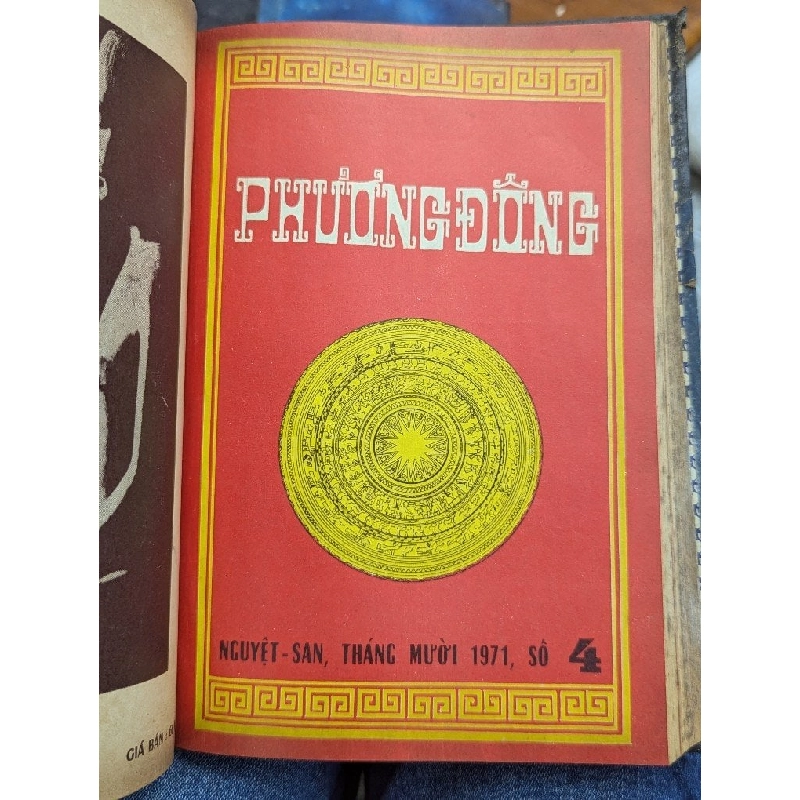 PHƯƠNG ĐÔNG
NGUYỆT-SAN, THÁNG MƯỜI 1971, SỐ 4
GIÁ BÁN :